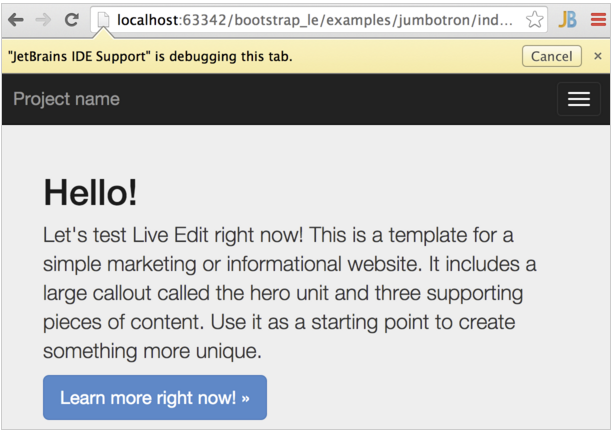 localhost:63342/bootstrap_le/examples/jumbotron/ind...
JB
"JetBrains IDE Support" is debugging this tab.
Cancel
×
Project name
Hello!
Let's test Live Edit right now! This is a template for a
simple marketing or informational website. It includes a
large callout called the hero unit and three supporting
pieces of content. Use it as a starting point to create
something more unique.
Learn more right now! »